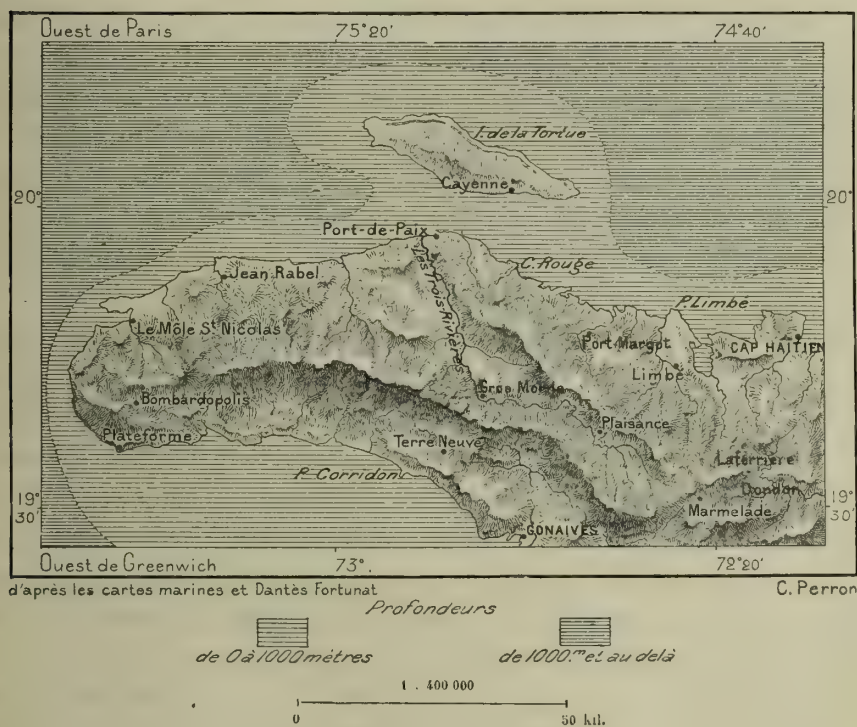 Ouest de Paris 75°20' 74°40'
I. de la Tortue
Cayenne
20° 20°
Port-de-Paix
Les Trois Rivières
C. Rouge
Jean Rabel
P. Limbé
Le Môle St Nicolas
Port Margot
CAP HAÏTIEN
Limbé
Gros Morne
Bombardopolis
Plaisance
Plateforme
Terre Neuve
Laferrière
P. Corridon
Dondon
19° 30' 19° 30'
Marmelade
GONAÏVES
Ouest de Greenwich 73° 72°20'
d'après les cartes marines et Dantès Fortunat C. Perron
Profondeurs
de 0 à 1000 mètres de 1000.m et au delà
1 . 400 000
0 50 kil.